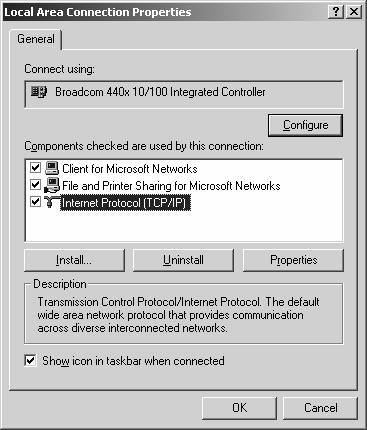 Local Area Connection Properties
General
Connect using:
Broadcom 440x 10/100 Integrated Controller
Configure
Components checked are used by this connection:
Client for Microsoft Networks
File and Printer Sharing for Microsoft Networks
Internet Protocol (TCP/IP)
Install... Uninstall Properties
Description
Transmission Control Protocol/Internet Protocol. The default
wide area network protocol that provides communication
across diverse interconnected networks.
Show icon in taskbar when connected
OK Cancel